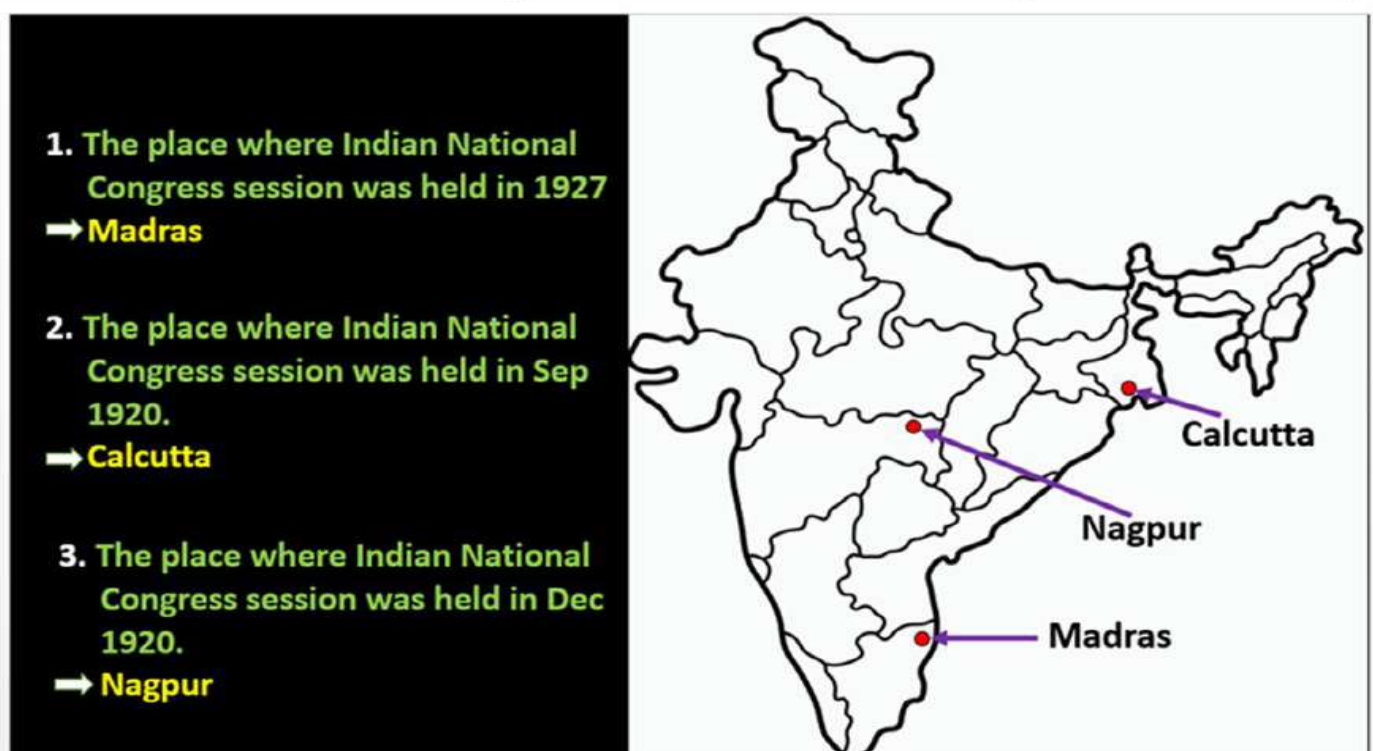 1. The place where Indian National
Congress session was held in 1927
Madras
2. The place where Indian National
Congress session was held in Sep
1920.
Calcutta
3. The place where Indian National
Congress session was held in Dec
1920.
Nagpur
Calcutta
Nagpur
Madras